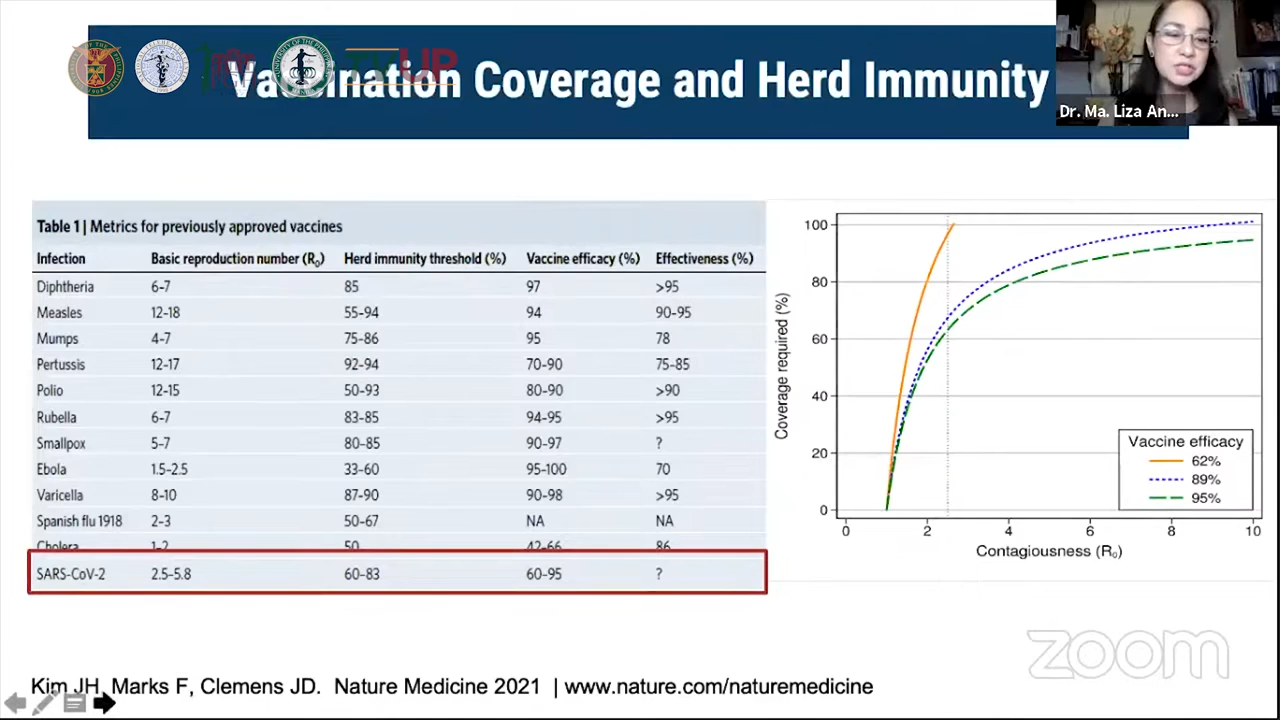 TVUP
Vaccination Coverage and Herd Immunity
Dr. Ma. Liza An...
Table 1 | Metrics for previously approved vaccines
Infection Basic reproduction number (R₀) Herd immunity threshold (%) Vaccine efficacy (%) Effectiveness (%)
Diphtheria 6–7 85 97 >95
Measles 12–18 55–94 94 90–95
Mumps 4–7 75–86 95 78
Pertussis 12–17 92–94 70–90 75–85
Polio 12–15 50–93 80–90 >90
Rubella 6–7 83–85 94–95 >95
Smallpox 5–7 80–85 90–97 ?
Ebola 1.5–2.5 33–60 95–100 70
Varicella 8–10 87–90 90–98 >95
Spanish flu 1918 2–3 50–67 NA NA
Cholera 1–2 50 42–66 86
SARS-CoV-2 2.5–5.8 60–83 60–95 ?
Coverage required (%)
100
80
60
40
20
0
0 2 4 6 8 10
Contagiousness (R₀)
Vaccine efficacy
62%
89%
95%
zoom
Kim JH, Marks F, Clemens JD. Nature Medicine 2021 | www.nature.com/naturemedicine